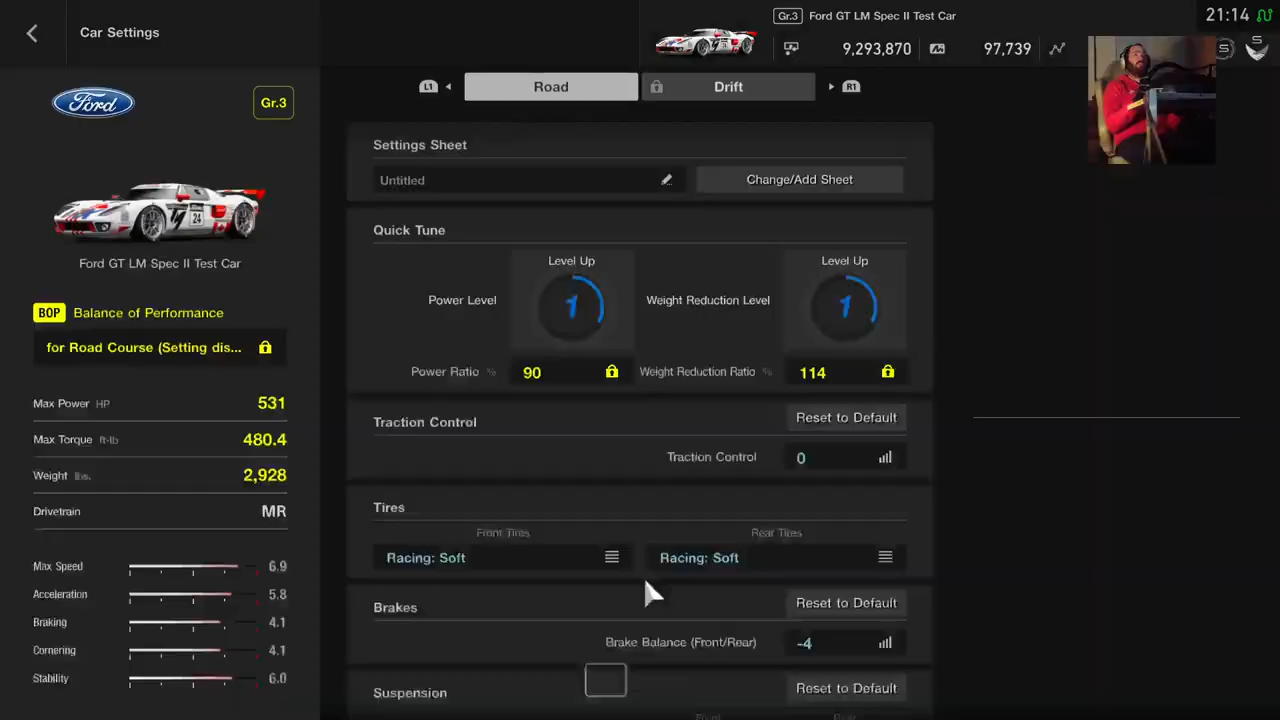 Car Settings
Gr.3 Ford GT LM Spec II Test Car
21:14
9,293,870
97,739
S
S
Ford
Gr.3
Ford GT LM Spec II Test Car
BOP Balance of Performance
for Road Course (Setting dis...
Max Power HP 531
Max Torque ft-lb 480.4
Weight lbs. 2,928
Drivetrain MR
Max Speed 6.9
Acceleration 5.8
Braking 4.1
Cornering 4.1
Stability 6.0
L1 Road Drift R1
Settings Sheet
Untitled Change/Add Sheet
Quick Tune
Level Up Level Up
Power Level 1 Weight Reduction Level 1
Power Ratio % 90 Weight Reduction Ratio % 114
Traction Control Reset to Default
Traction Control 0
Tires
Front Tires Rear Tires
Racing: Soft Racing: Soft
Brakes Reset to Default
Brake Balance (Front/Rear) -4
Suspension Reset to Default
Front Rear